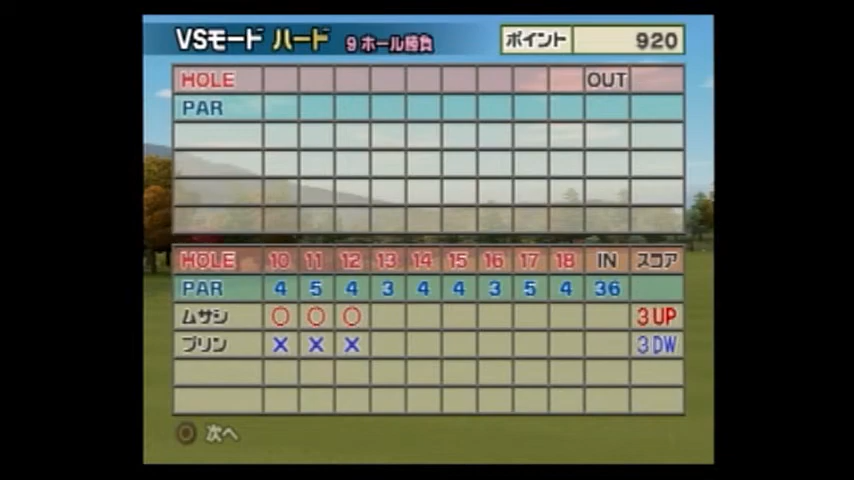 VSモード ハード 9ホール勝負 ポイント 920
HOLE OUT
PAR
HOLE 10 11 12 13 14 15 16 17 18 IN スコア
PAR 4 5 4 3 4 4 3 5 4 36
ムサシ ○ ○ ○ 3UP
プリン × × × 3DW
次へ